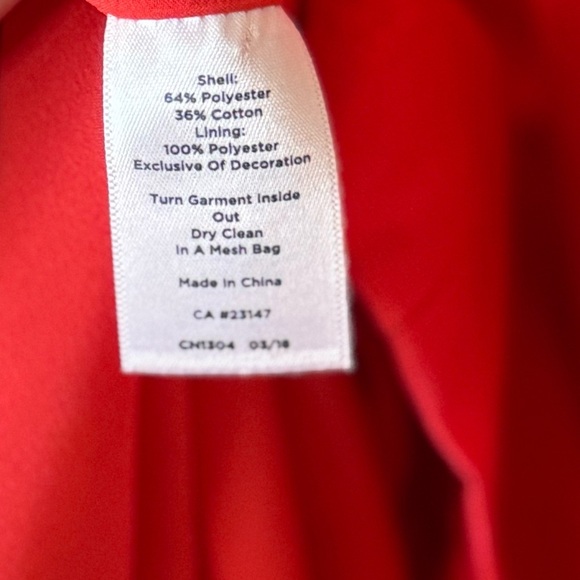 Shell:
64% Polyester
36% Cotton
Lining:
100% Polyester
Exclusive Of Decoration
Turn Garment Inside
Out
Dry Clean
In A Mesh Bag
Made In China
CA #23147
CN1304 03/18